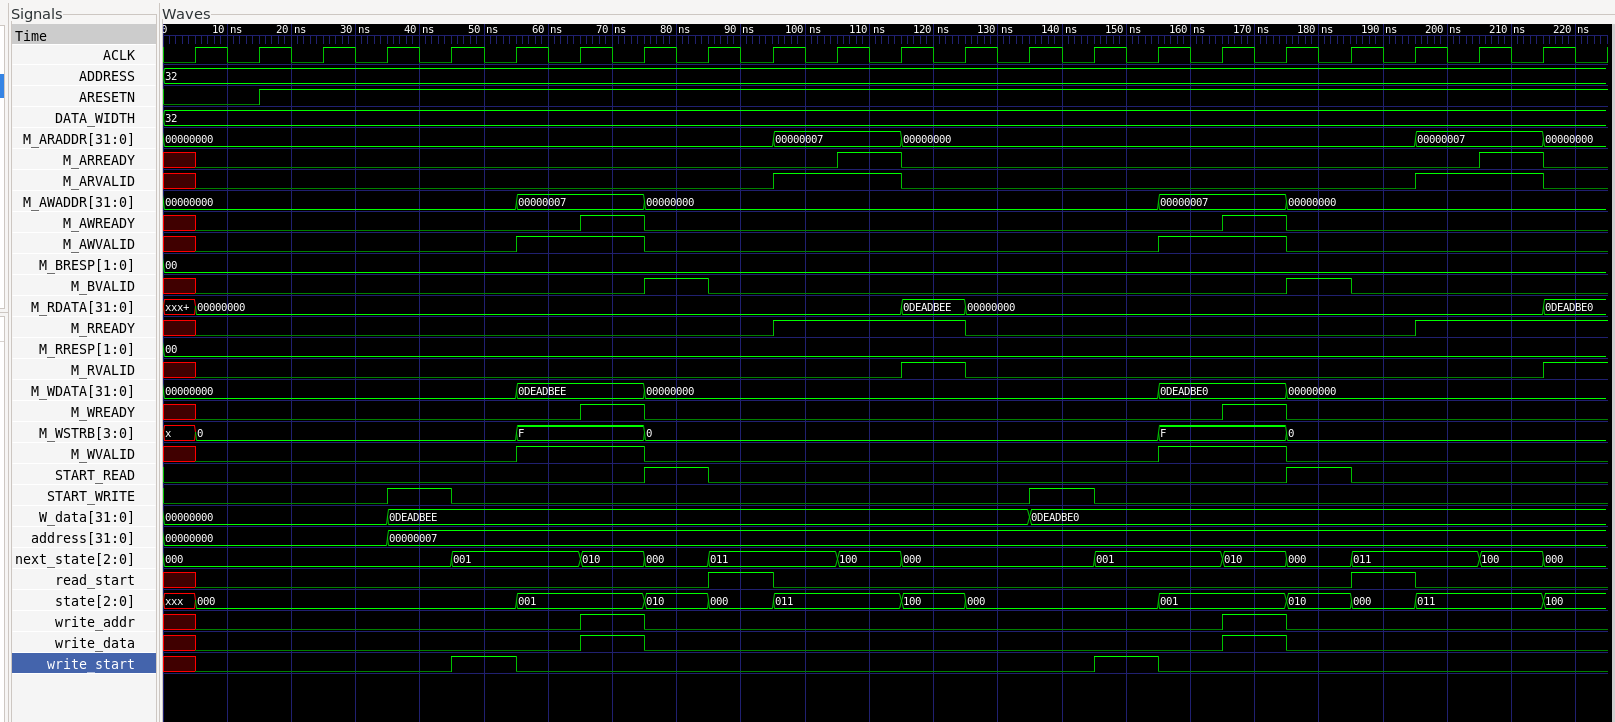 Signals Waves
Time 0 10 ns 20 ns 30 ns 40 ns 50 ns 60 ns 70 ns 80 ns 90 ns 100 ns 110 ns 120 ns 130 ns 140 ns 150 ns 160 ns 170 ns 180 ns 190 ns 200 ns 210 ns 220 ns
ACLK
ADDRESS 32
ARESETN
DATA_WIDTH 32
M_ARADDR[31:0] 00000000 00000007 00000000 00000007 00000000
M_ARREADY
M_ARVALID
M_AWADDR[31:0] 00000000 00000007 00000000 00000007 00000000
M_AWREADY
M_AWVALID
M_BRESP[1:0] 00
M_BVALID
M_RDATA[31:0] xxx+ 00000000 0DEADBEE 00000000 0DEADBE0
M_RREADY
M_RRESP[1:0] 00
M_RVALID
M_WDATA[31:0] 00000000 0DEADBEE 00000000 0DEADBE0 00000000
M_WREADY
M_WSTRB[3:0] x 0 F 0 F 0
M_WVALID
START_READ
START_WRITE
W_data[31:0] 00000000 0DEADBEE 0DEADBE0
address[31:0] 00000000 00000007
next_state[2:0] 000 001 010 000 011 100 000 001 010 000 011 100 000
read_start
state[2:0] xxx 000 001 010 000 011 100 000 001 010 000 011 100
write_addr
write_data
write_start